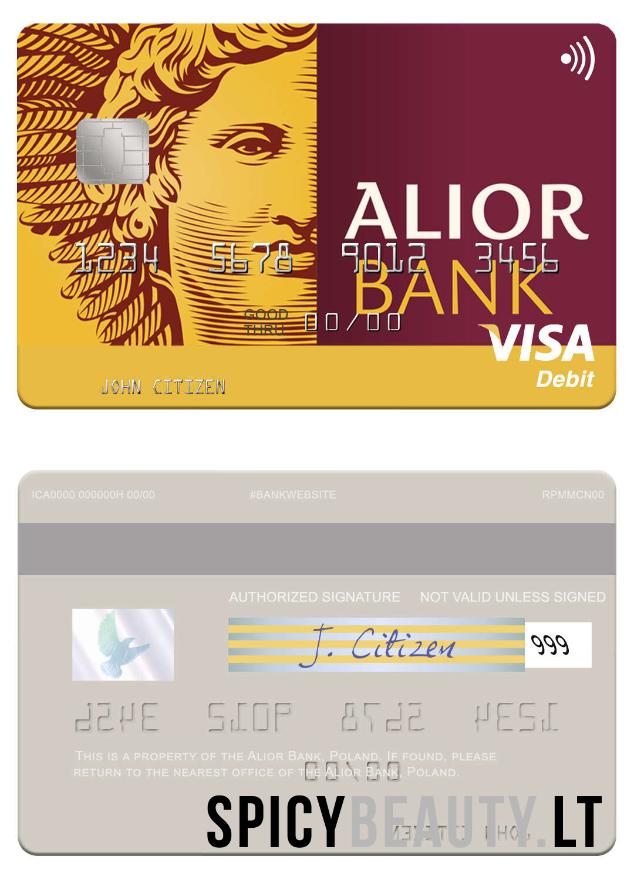 ALIOR
1234 5678 9012 3456
BANK
GOOD
THRU 00/00
VISA
Debit
JOHN CITIZEN
ICA0000 000000H 00/00 #BANKWEBSITE RPMMCN00
AUTHORIZED SIGNATURE NOT VALID UNLESS SIGNED
J. Citizen 999
THIS IS A PROPERTY OF THE ALIOR BANK, POLAND. IF FOUND, PLEASE
RETURN TO THE NEAREST OFFICE OF THE ALIOR BANK, POLAND.
SPICYBEAUTY.LT